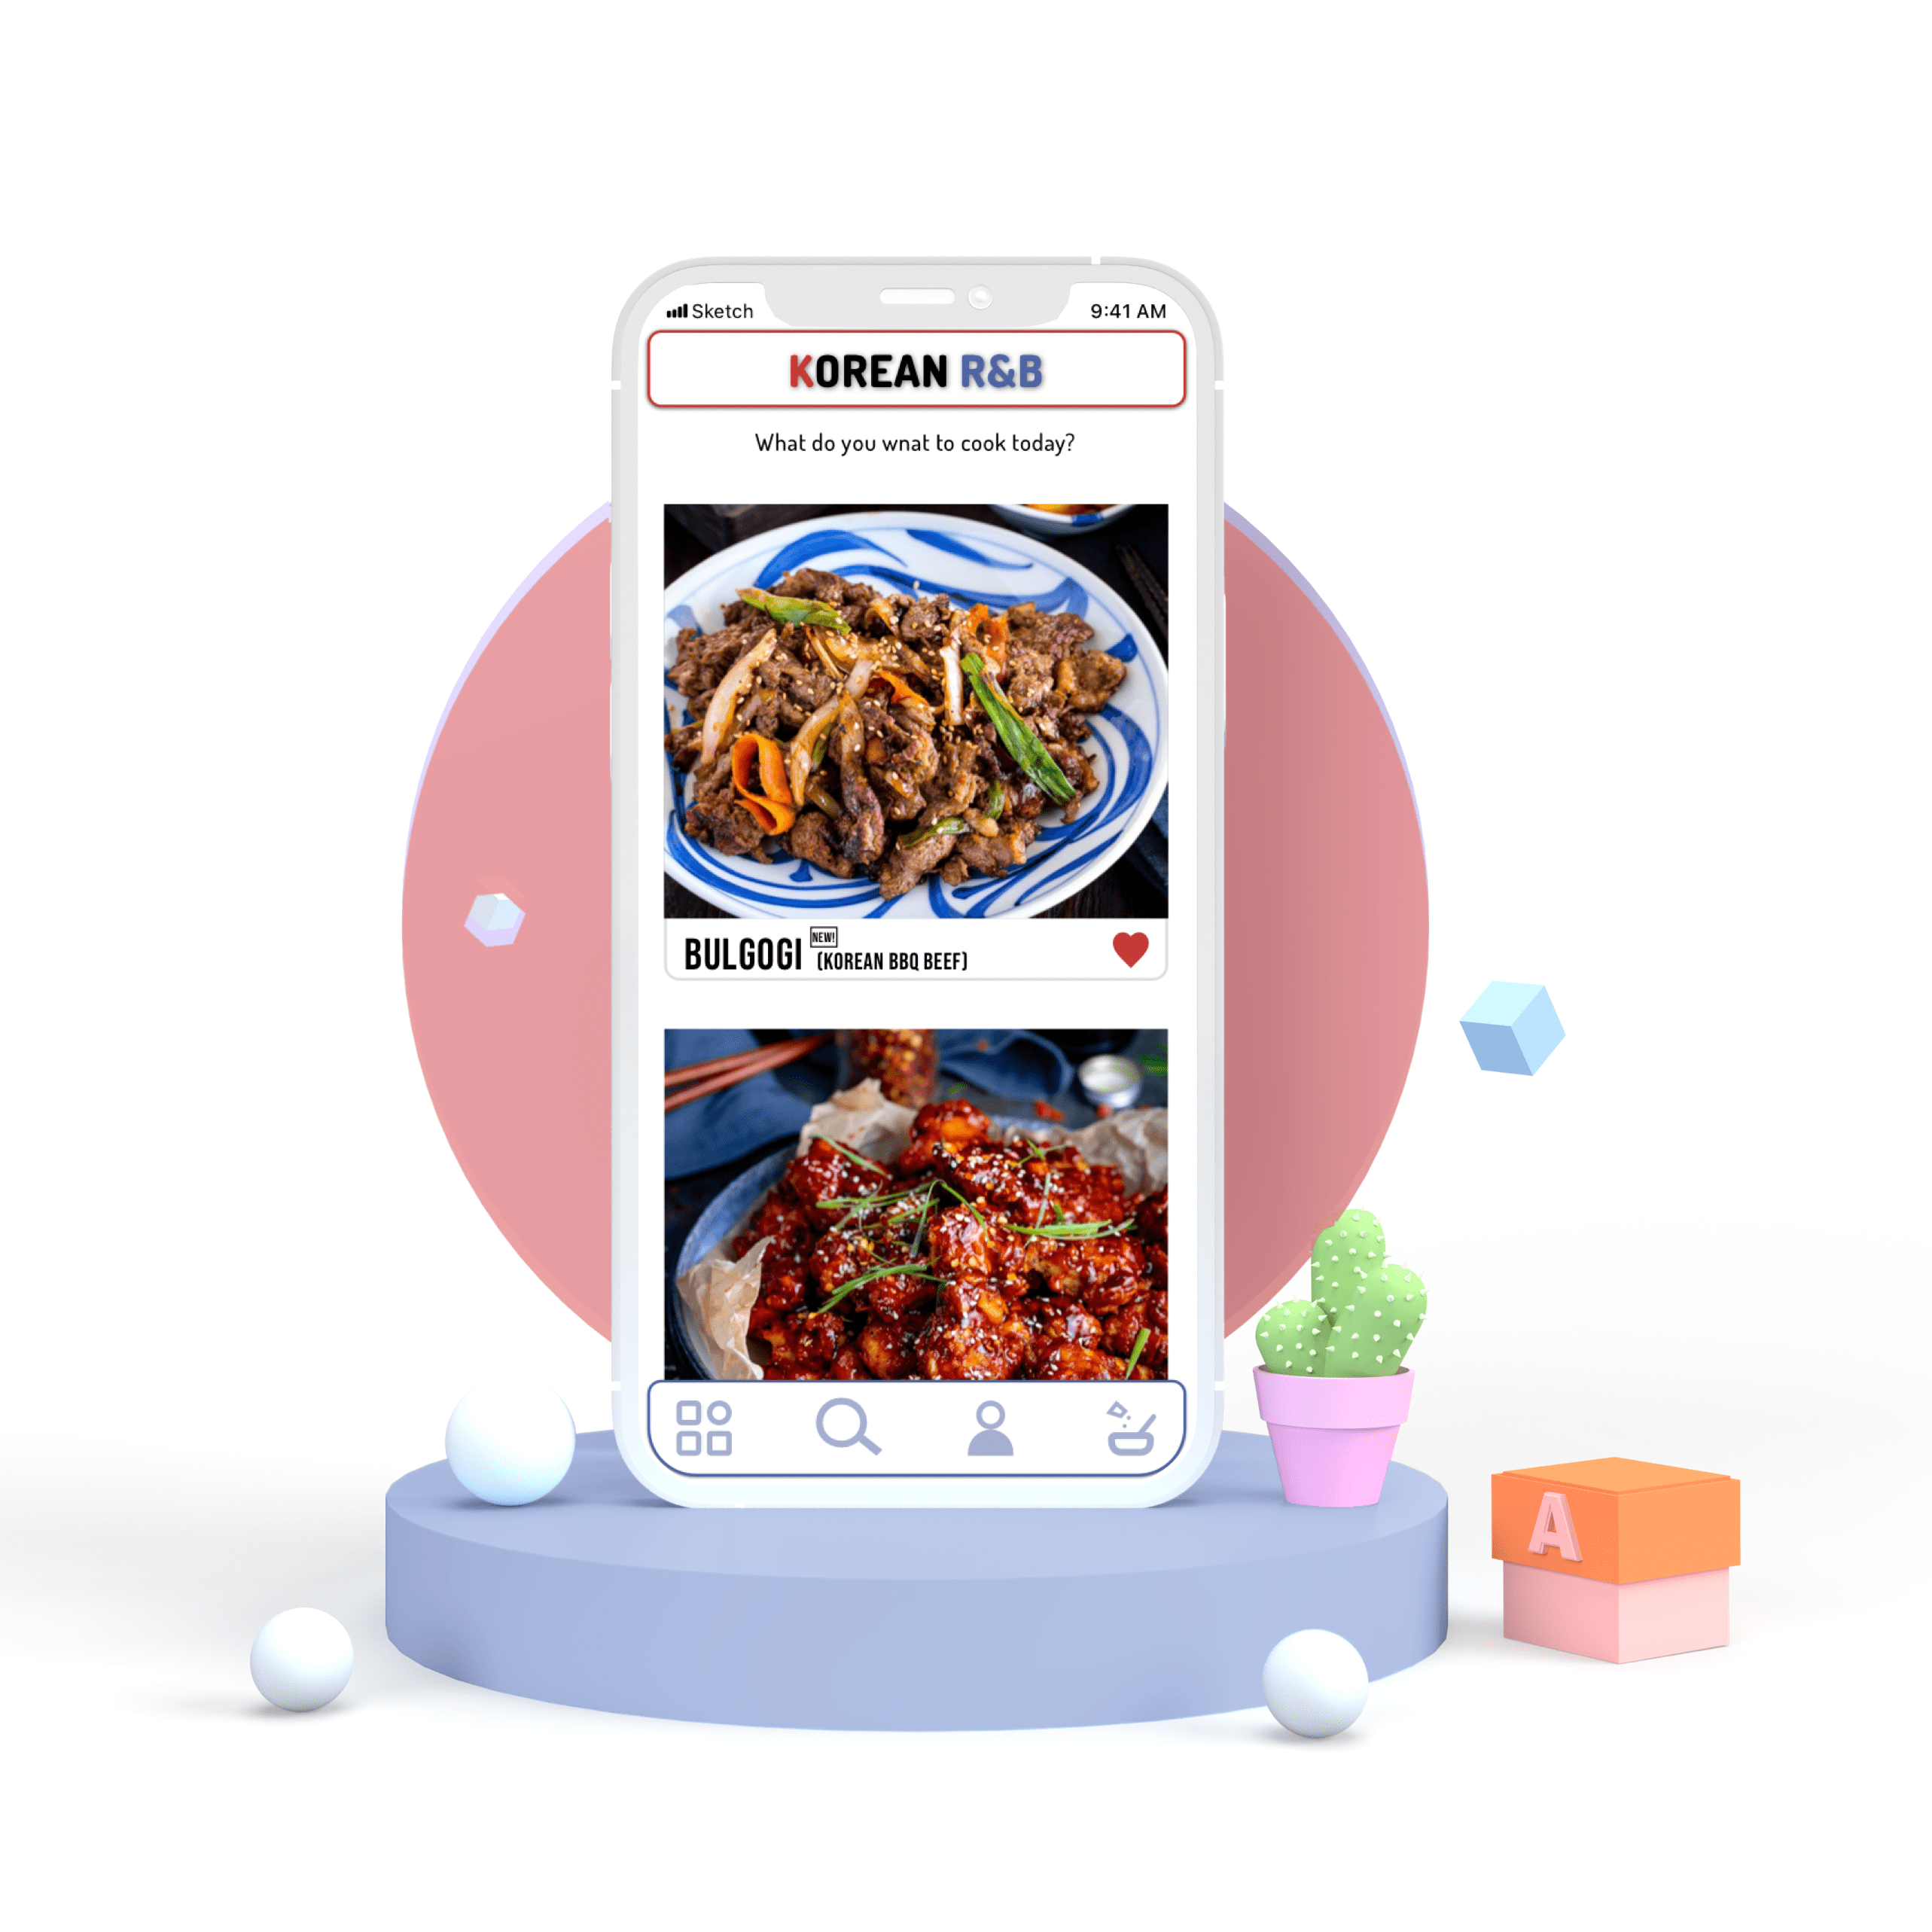 Sketch
9:41 AM
KOREAN R&B
What do you wnat to cook today?
BULGOGI NEW! (KOREAN BBQ BEEF)
A